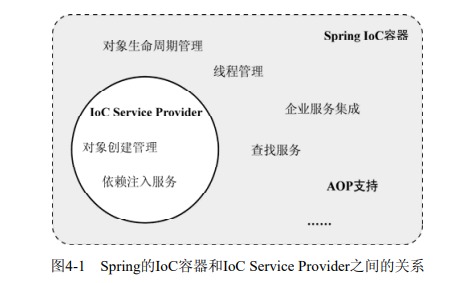 Spring IoC容器
对象生命周期管理
线程管理
IoC Service Provider
企业服务集成
对象创建管理
查找服务
依赖注入服务
AOP支持
……
图4-1 Spring的IoC容器和IoC Service Provider之间的关系